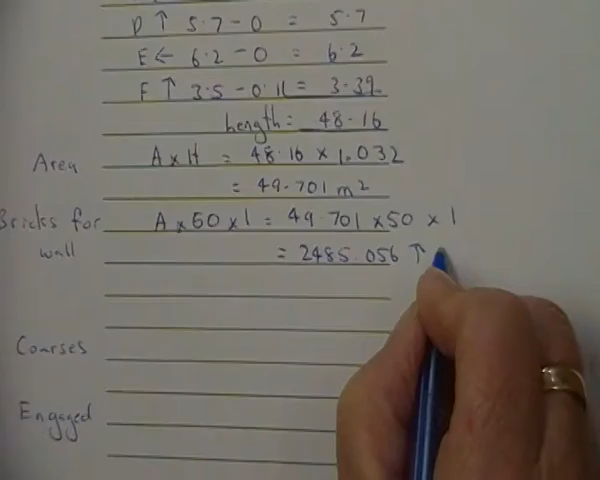 D ↑ 5.7 - 0 = 5.7
E ← 6.2 - 0 = 6.2
F ↑ 3.5 - 0.11 = 3.39
Length = 48.16
Area A x H = 48.16 x 1.032
= 49.701 m²
Bricks for A x 50 x 1 = 49.701 x 50 x 1
wall = 2485.056 ↑
Courses
Engaged